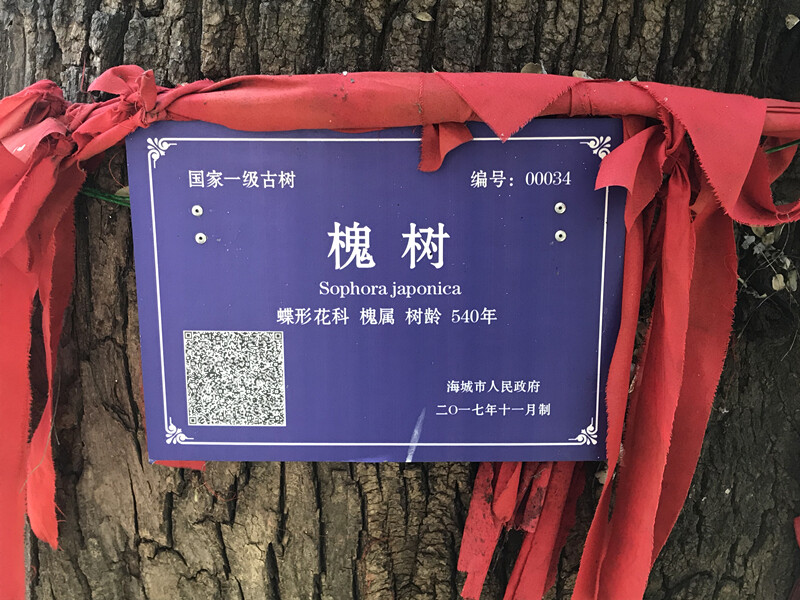 国家一级古树 编号：00034
槐树
Sophora japonica
蝶形花科 槐属 树龄 540年
海城市人民政府
二〇一七年十一月制